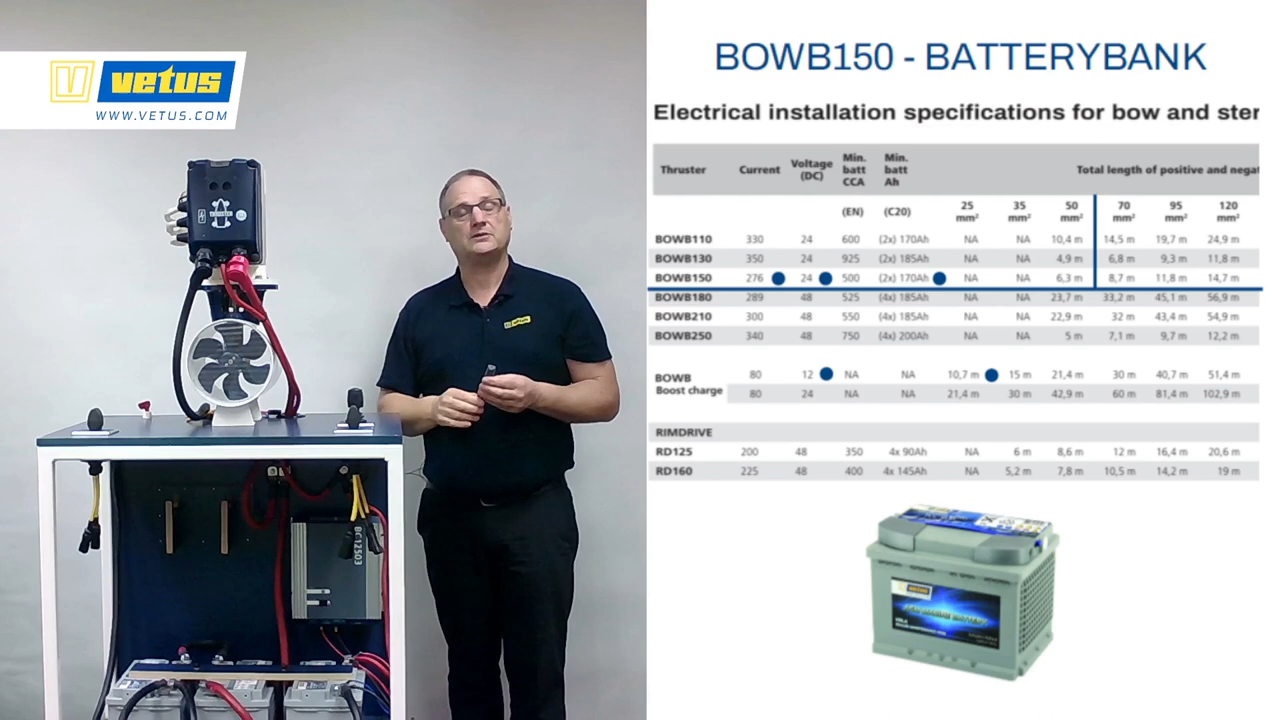 V vetus
WWW.VETUS.COM
THRUSTER
vetus
BC12503
BOWB150 - BATTERYBANK
Electrical installation specifications for bow and ster
Thruster Current Voltage (DC) Min. batt CCA Min. batt Ah Total length of positive and negat
(EN) (C20) 25 mm² 35 mm² 50 mm² 70 mm² 95 mm² 120 mm²
BOWB110 330 24 600 (2x) 170Ah NA NA 10,4 m 14,5 m 19,7 m 24,9 m
BOWB130 350 24 925 (2x) 185Ah NA NA 4,9 m 6,8 m 9,3 m 11,8 m
BOWB150 276 24 500 (2x) 170Ah NA NA 6,3 m 8,7 m 11,8 m 14,7 m
BOWB180 289 48 525 (4x) 185Ah NA NA 23,7 m 33,2 m 45,1 m 56,9 m
BOWB210 300 48 550 (4x) 185Ah NA NA 22,9 m 32 m 43,4 m 54,9 m
BOWB250 340 48 750 (4x) 200Ah NA NA 5 m 7,1 m 9,7 m 12,2 m
BOWB Boost charge 80 12 NA NA 10,7 m 15 m 21,4 m 30 m 40,7 m 51,4 m
80 24 NA NA 21,4 m 30 m 42,9 m 60 m 81,4 m 102,9 m
RIMDRIVE
RD125 200 48 350 4x 90Ah NA 6 m 8,6 m 12 m 16,4 m 20,6 m
RD160 225 48 400 4x 145Ah NA 5,2 m 7,8 m 10,5 m 14,2 m 19 m
vetus